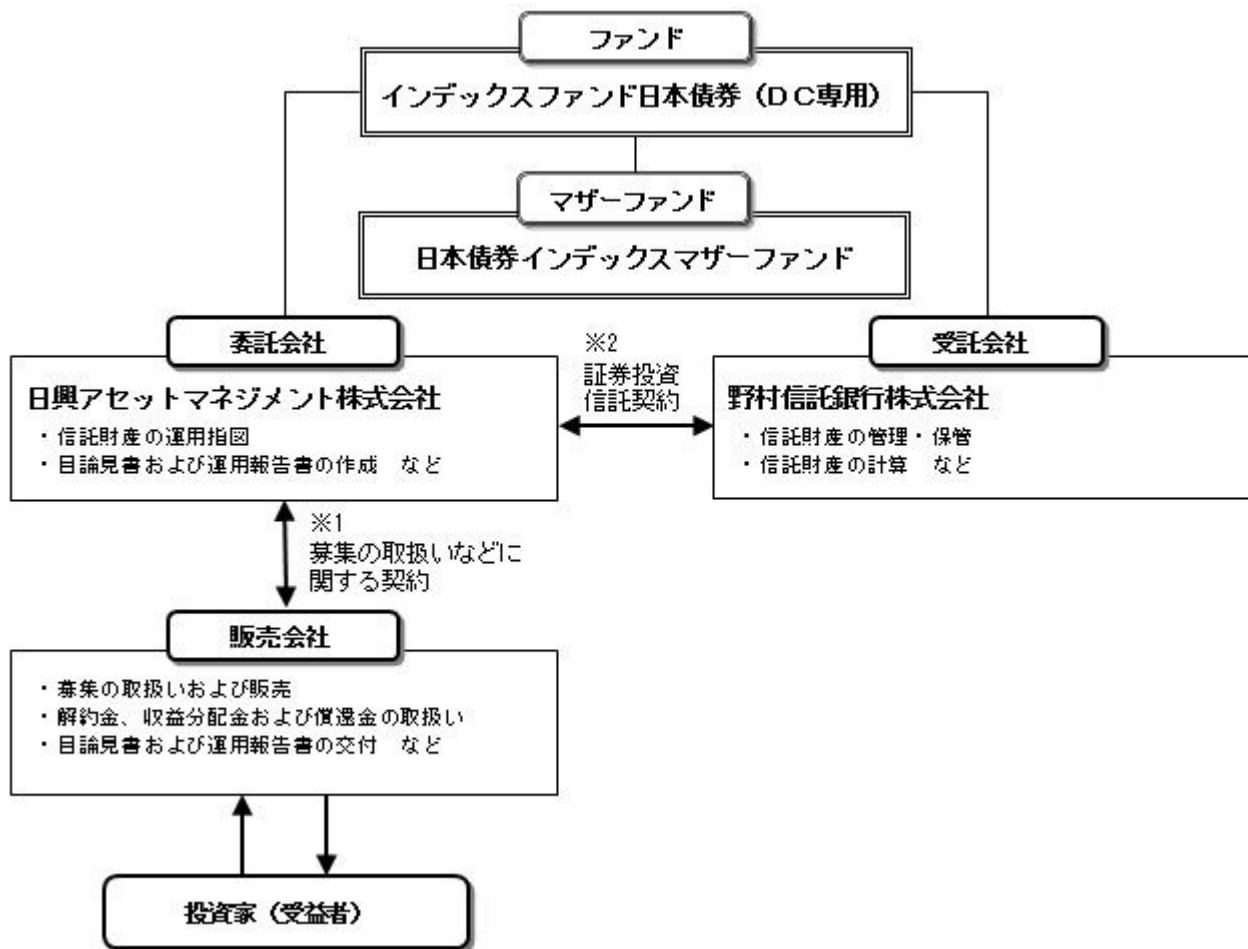 ファンド
インデックスファンド日本債券（ＤＣ専用）
マザーファンド
日本債券インデックスマザーファンド
委託会社
日興アセットマネジメント株式会社
・信託財産の運用指図
・目論見書および運用報告書の作成　など
※2
証券投資
信託契約
受託会社
野村信託銀行株式会社
・信託財産の管理・保管
・信託財産の計算　など
※1
募集の取扱いなどに
関する契約
販売会社
・募集の取扱いおよび販売
・解約金、収益分配金および償還金の取扱い
・目論見書および運用報告書の交付　など
投資家（受益者）